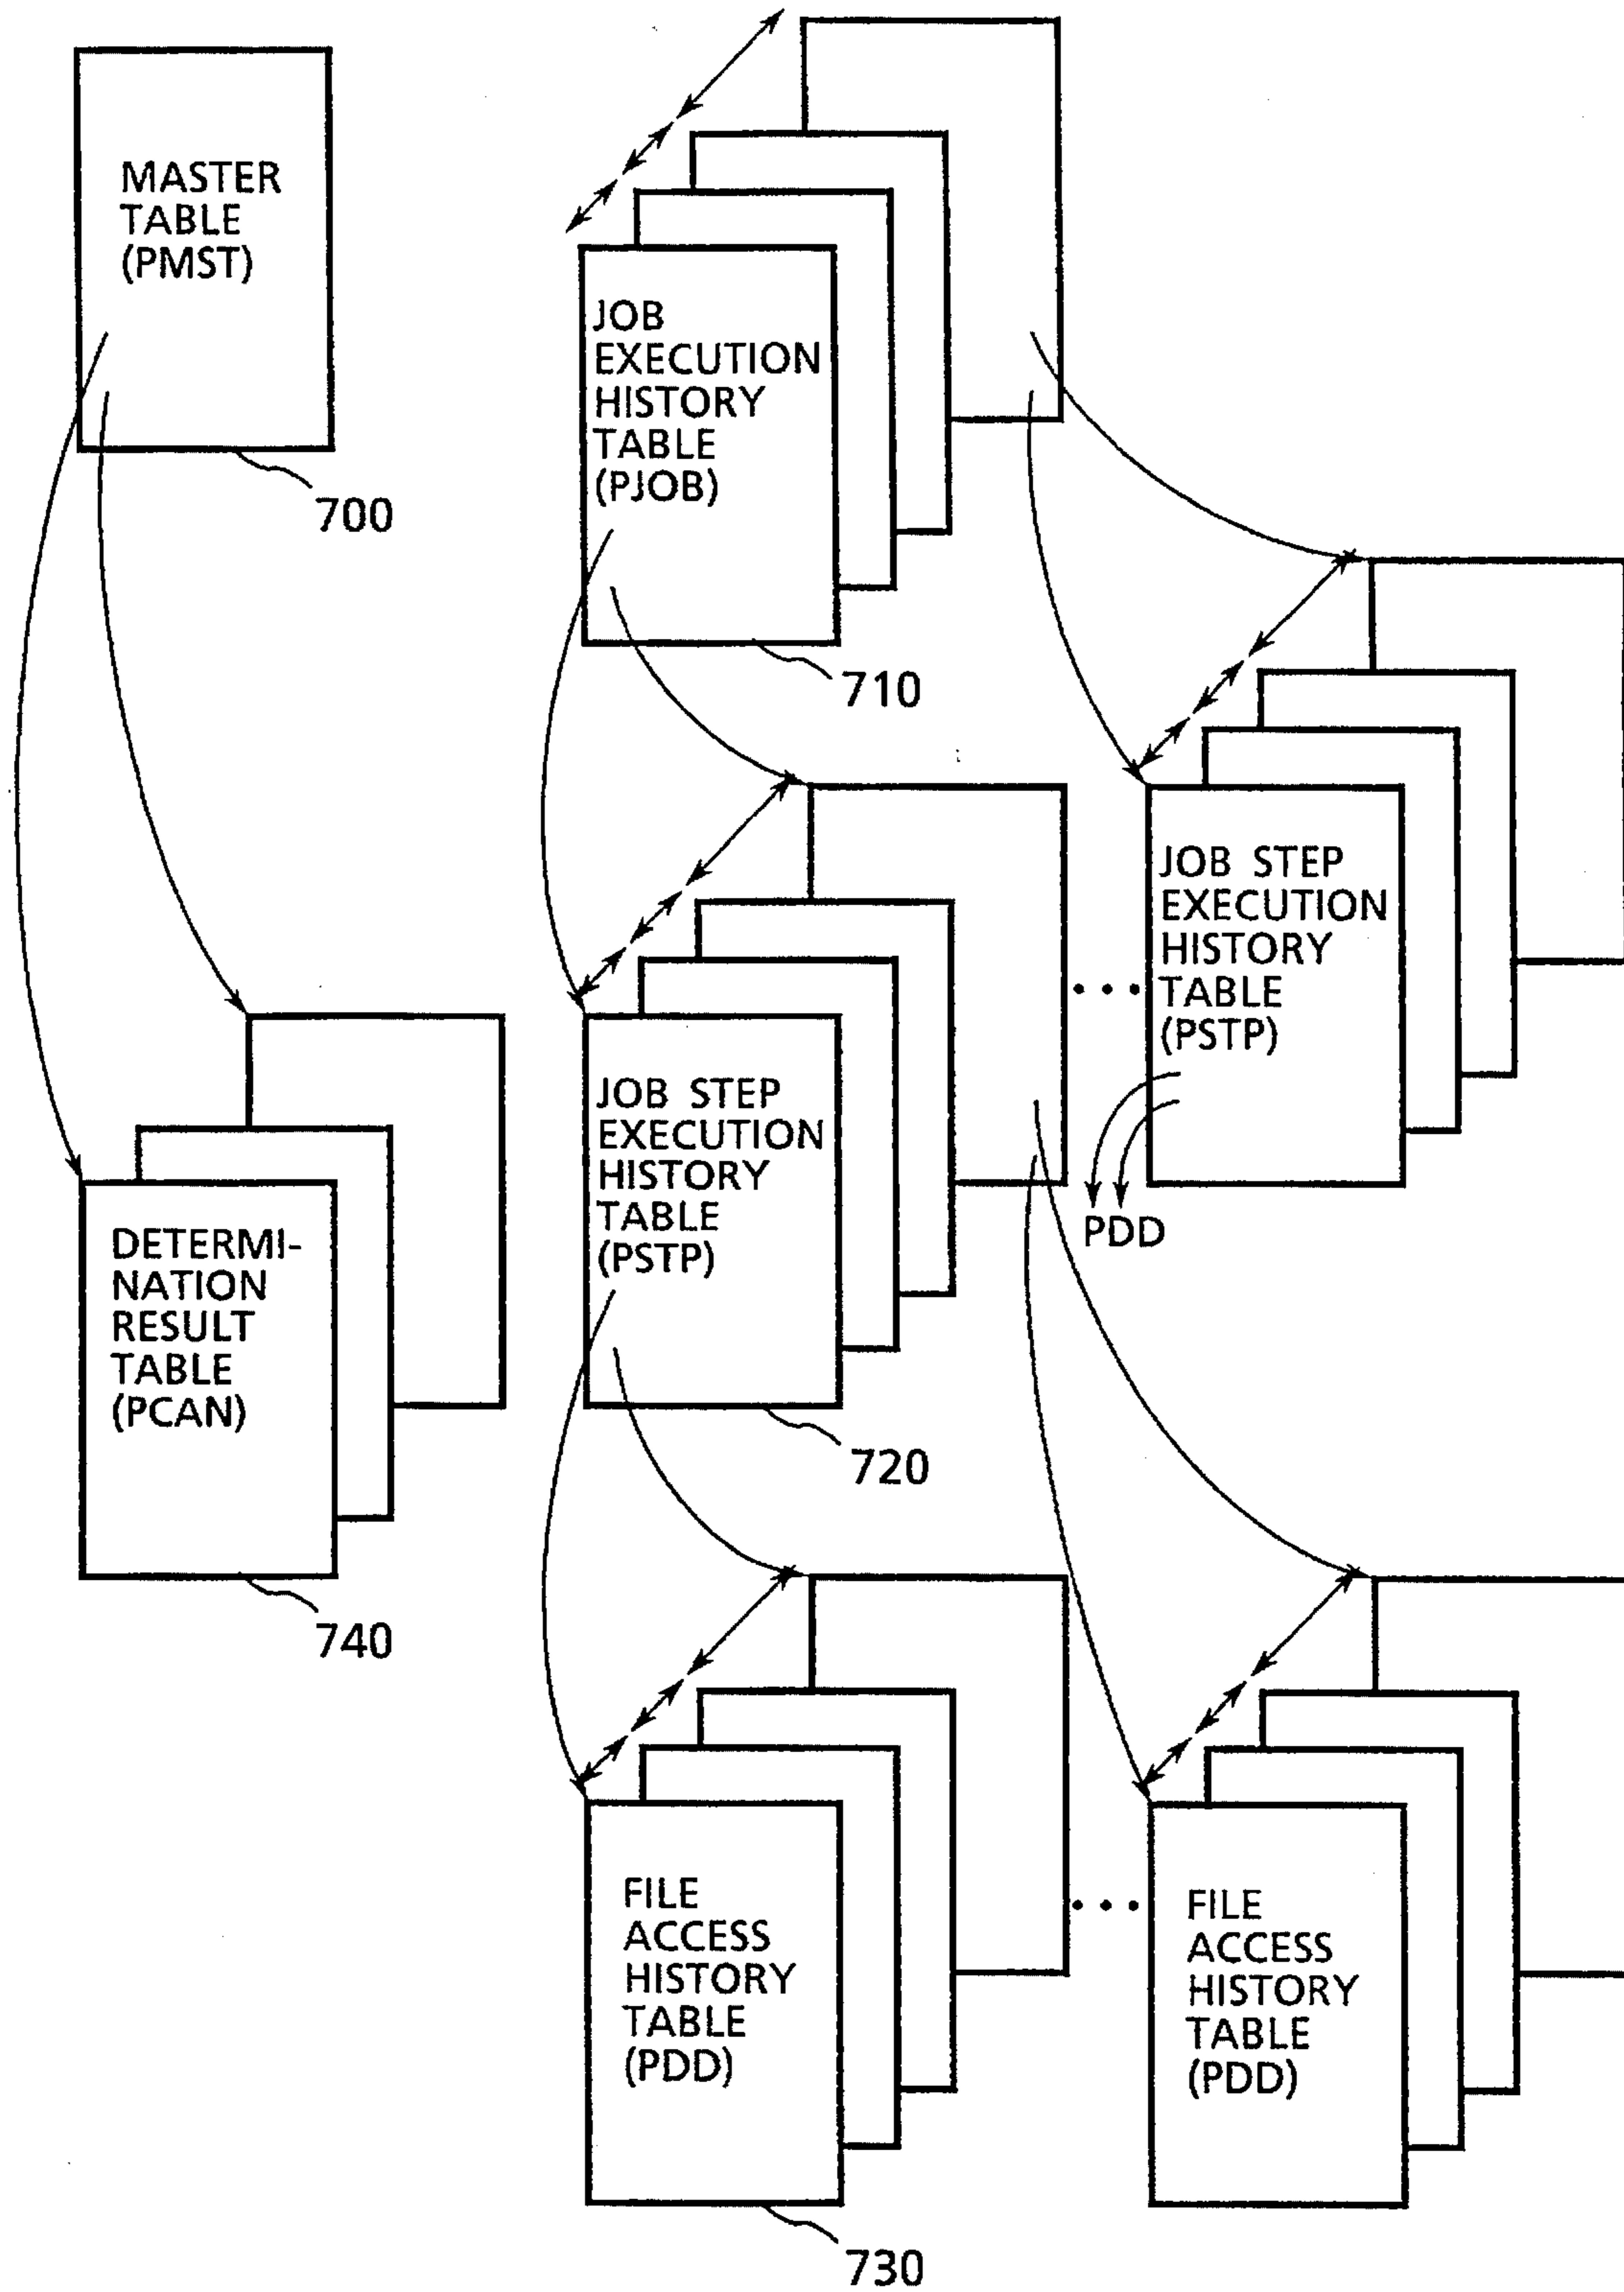 MASTER
TABLE
(PMST)
700
JOB
EXECUTION
HISTORY
TABLE
(PJOB)
710
JOB STEP
EXECUTION
HISTORY
TABLE
(PSTP)
PDD
JOB STEP
EXECUTION
HISTORY
TABLE
(PSTP)
720
DETERMI-
NATION
RESULT
TABLE
(PCAN)
740
FILE
ACCESS
HISTORY
TABLE
(PDD)
730
FILE
ACCESS
HISTORY
TABLE
(PDD)